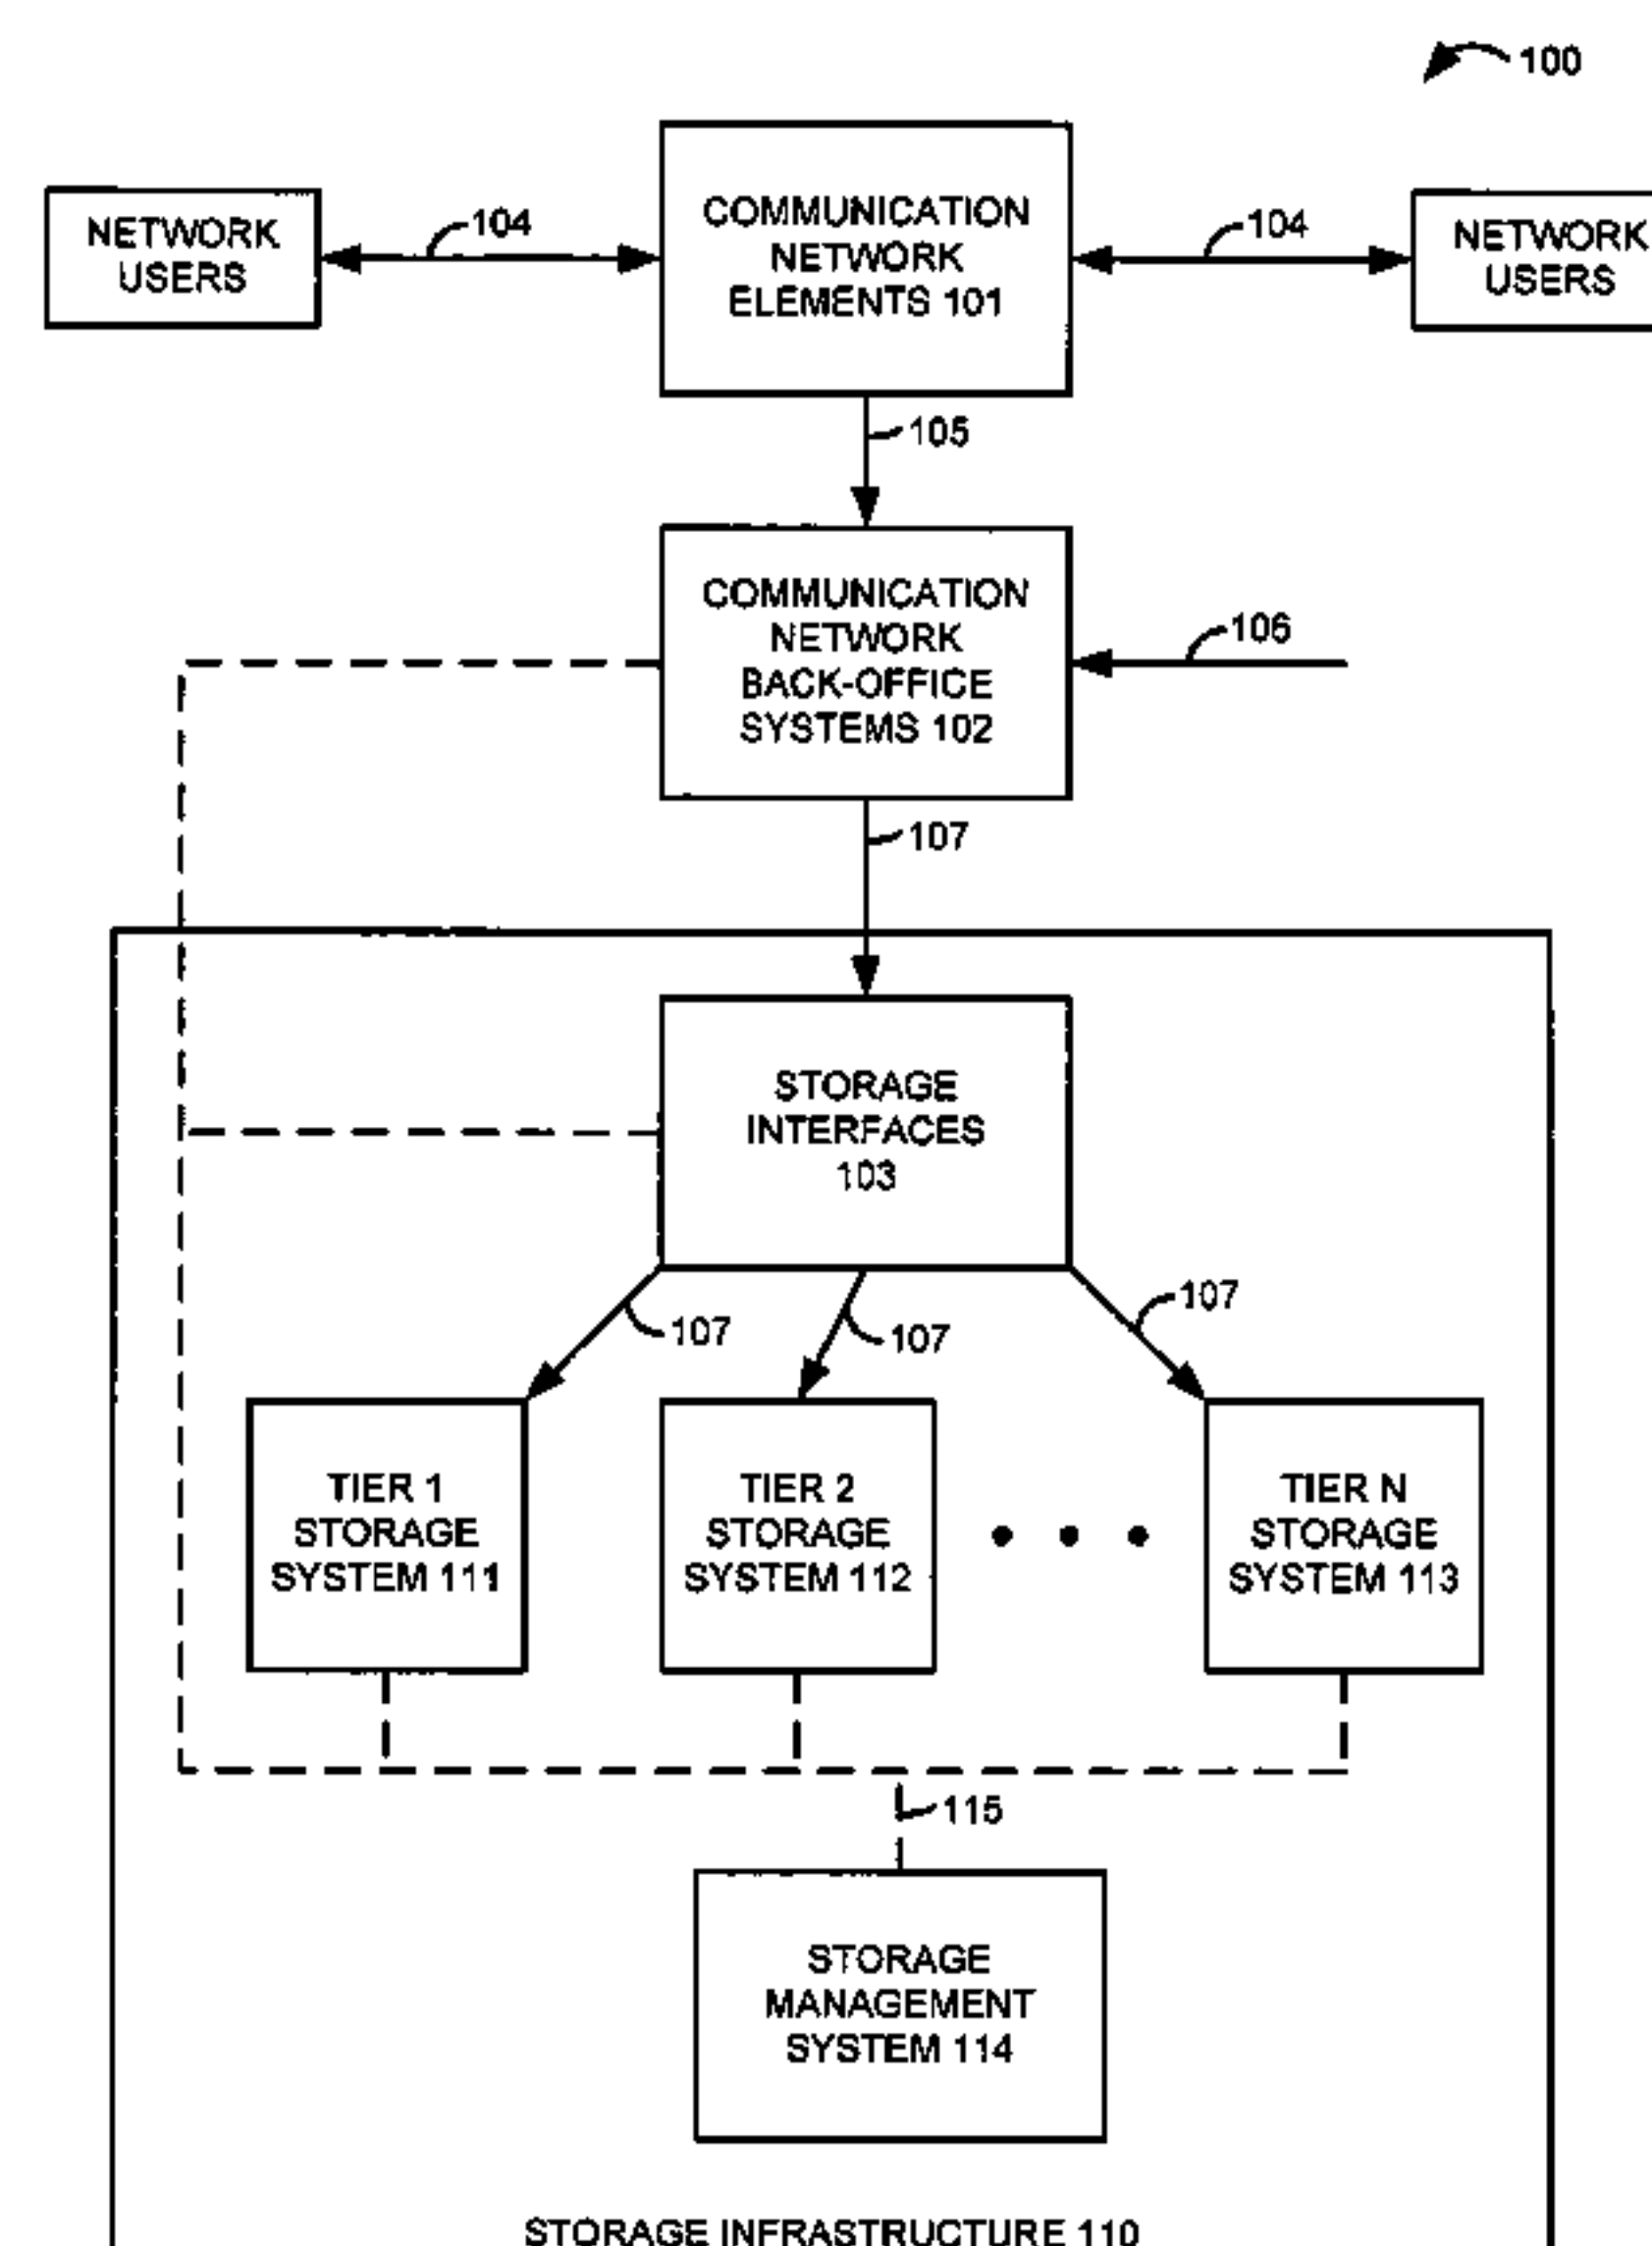 100
NETWORK
USERS
104
COMMUNICATION
NETWORK
ELEMENTS 101
104
NETWORK
USERS
105
COMMUNICATION
NETWORK
BACK-OFFICE
SYSTEMS 102
106
107
STORAGE
INTERFACES
103
107
107
107
TIER 1
STORAGE
SYSTEM 111
TIER 2
STORAGE
SYSTEM 112
TIER N
STORAGE
SYSTEM 113
115
STORAGE
MANAGEMENT
SYSTEM 114
STORAGE INFRASTRUCTURE 110